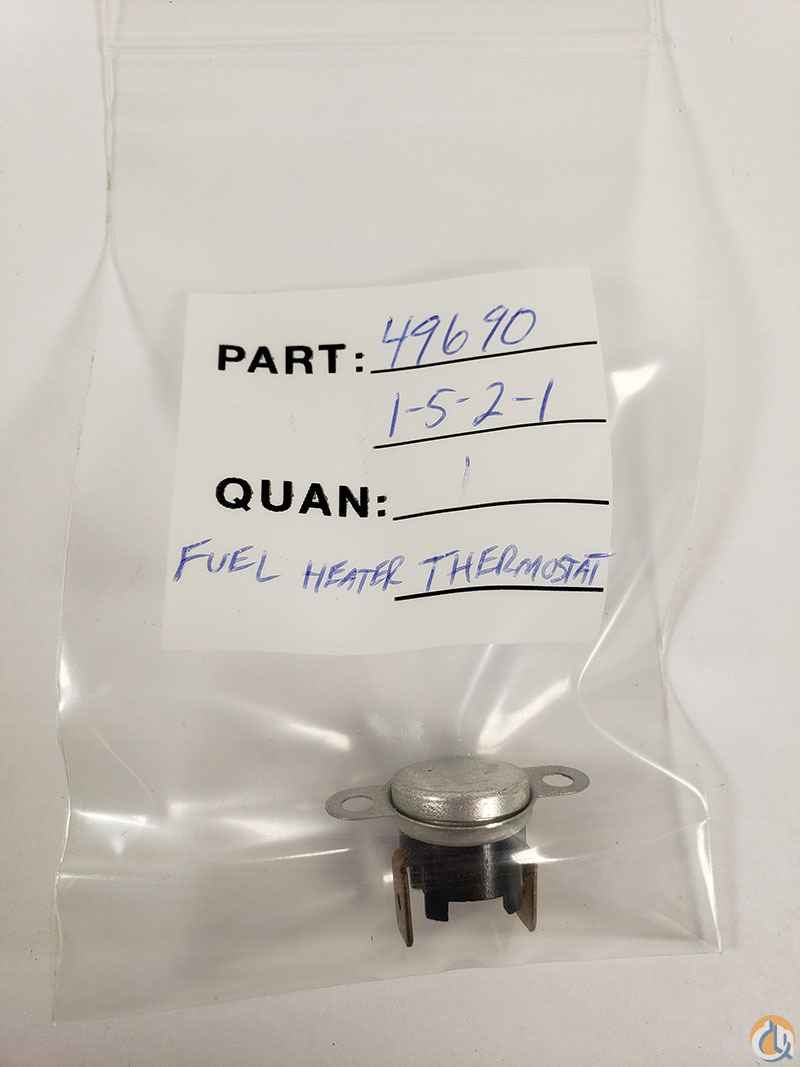 PART: 49690
1-5-2-1
QUAN: 1
FUEL HEATER THERMOSTAT